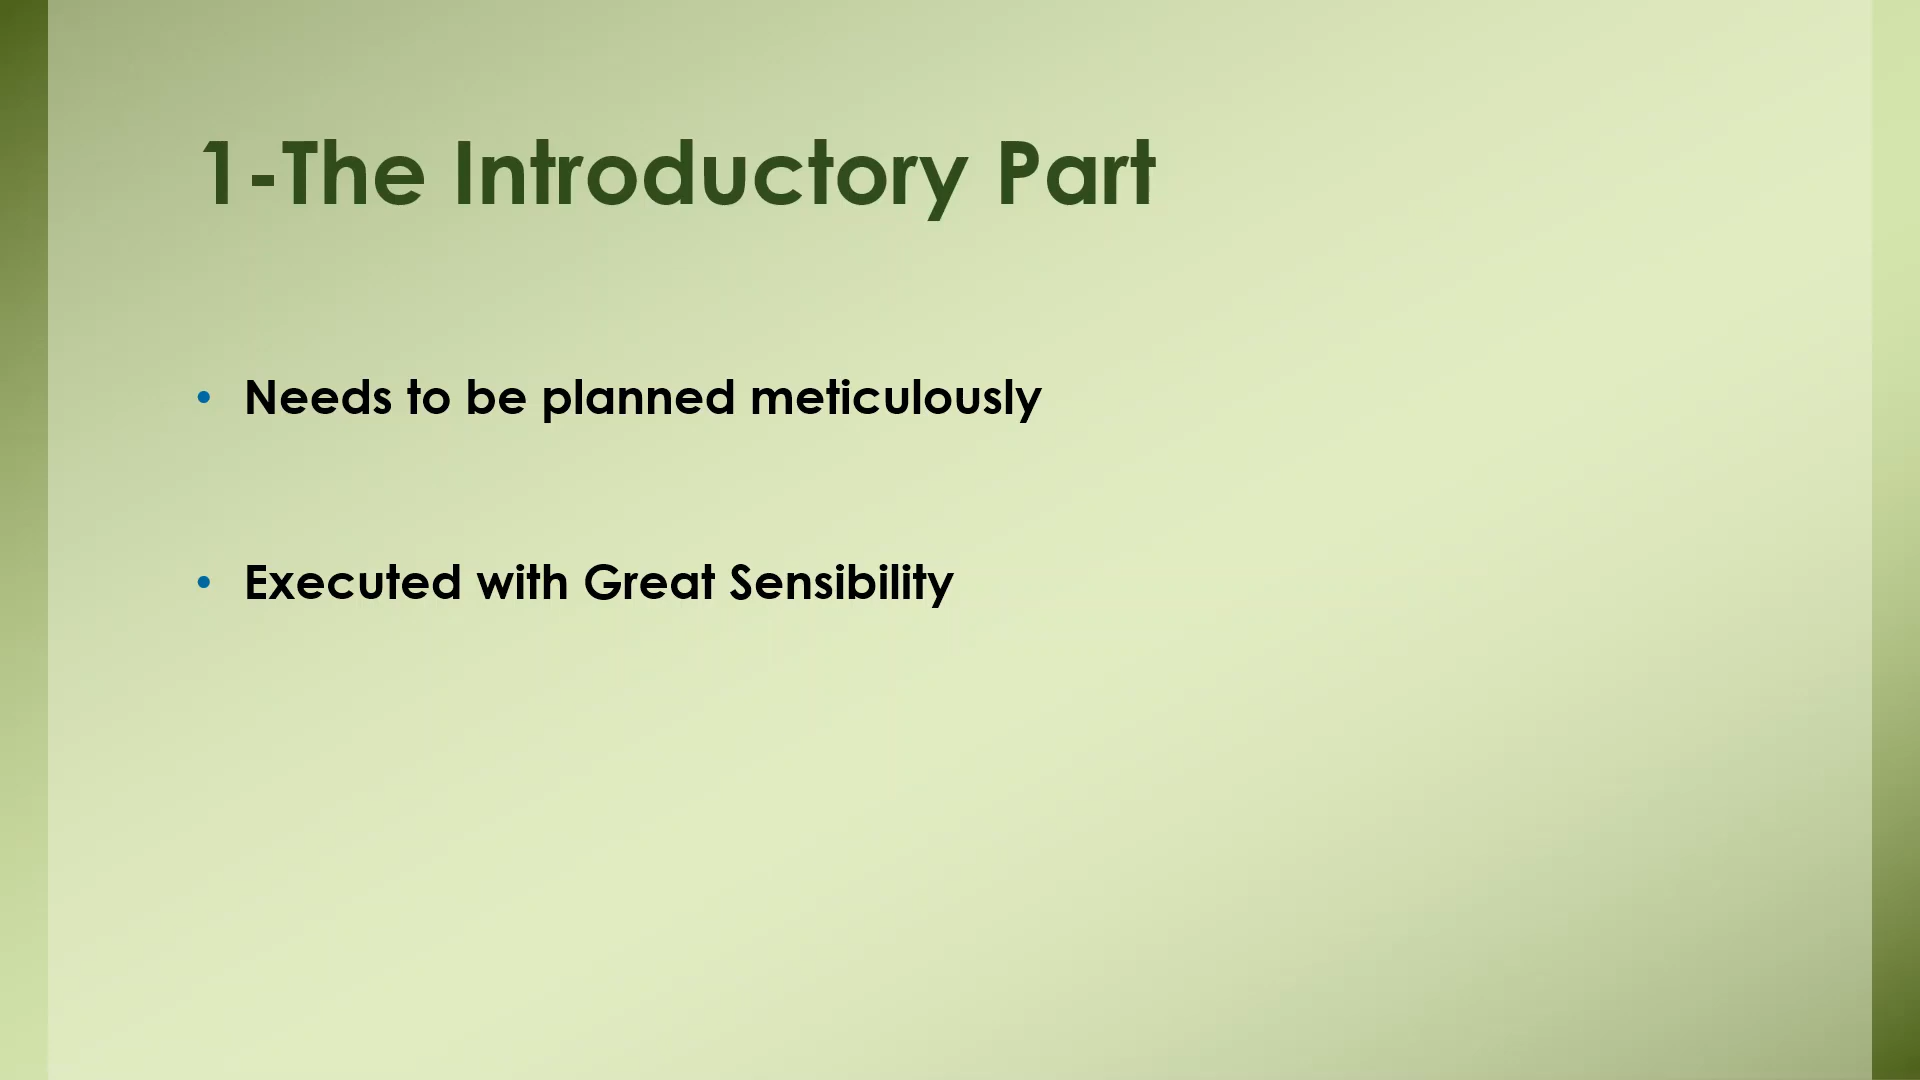 1-The Introductory Part
• Needs to be planned meticulously
• Executed with Great Sensibility